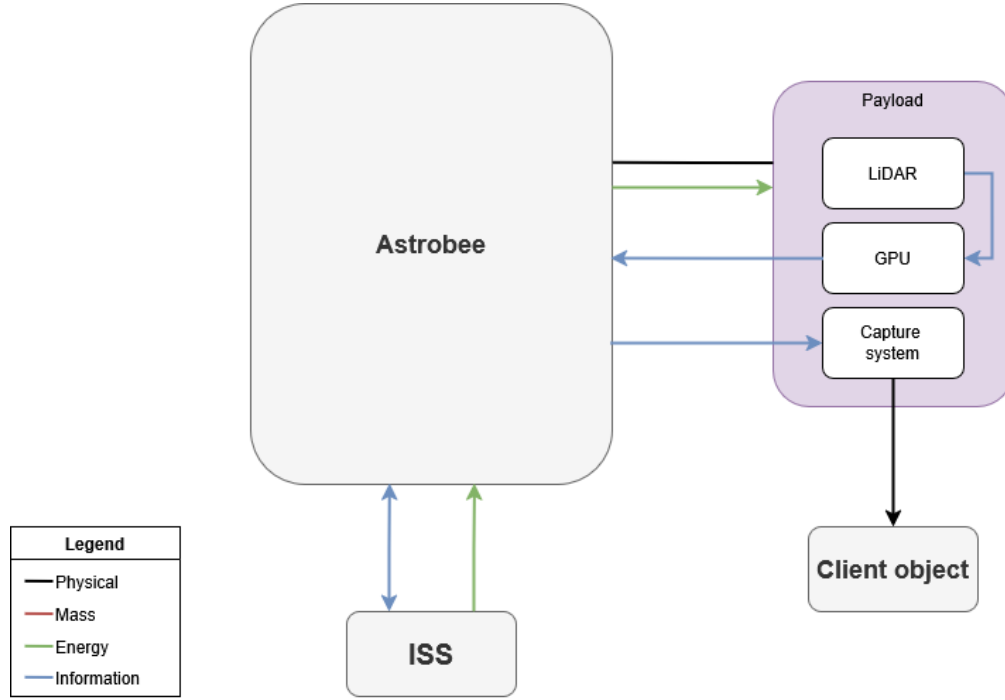 Payload
LiDAR
Astrobee
GPU
Capture
system
Client object
ISS
Legend
Physical
Mass
Energy
Information